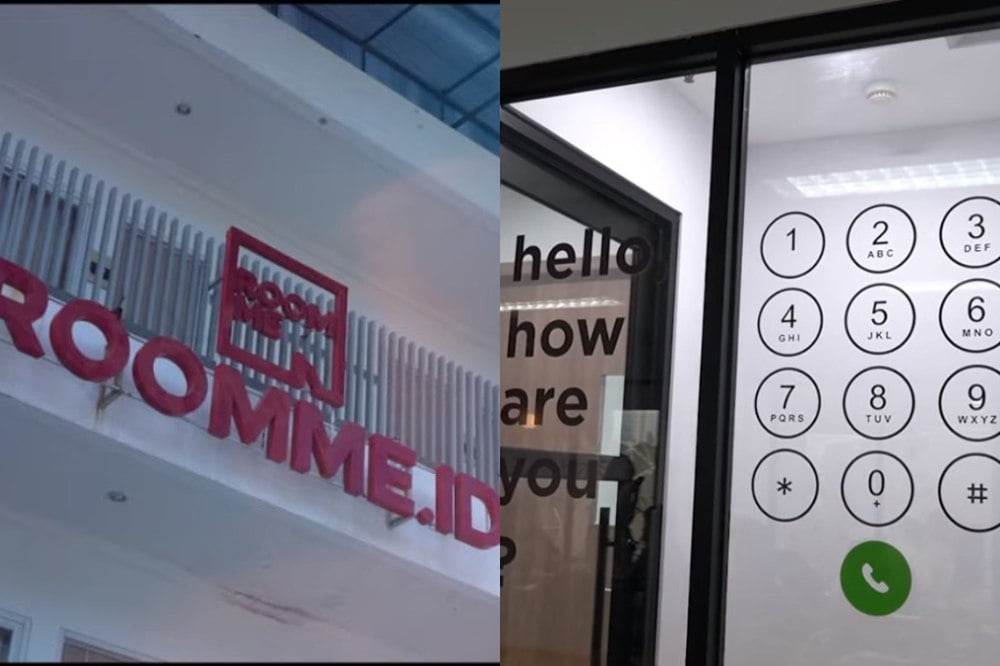 ROOM
ME
ROOMME.ID
hello
how
are
you
?
1 2 3
ABC DEF
4 5 6
GHI JKL MNO
7 8 9
PQRS TUV WXYZ
* 0 #
+